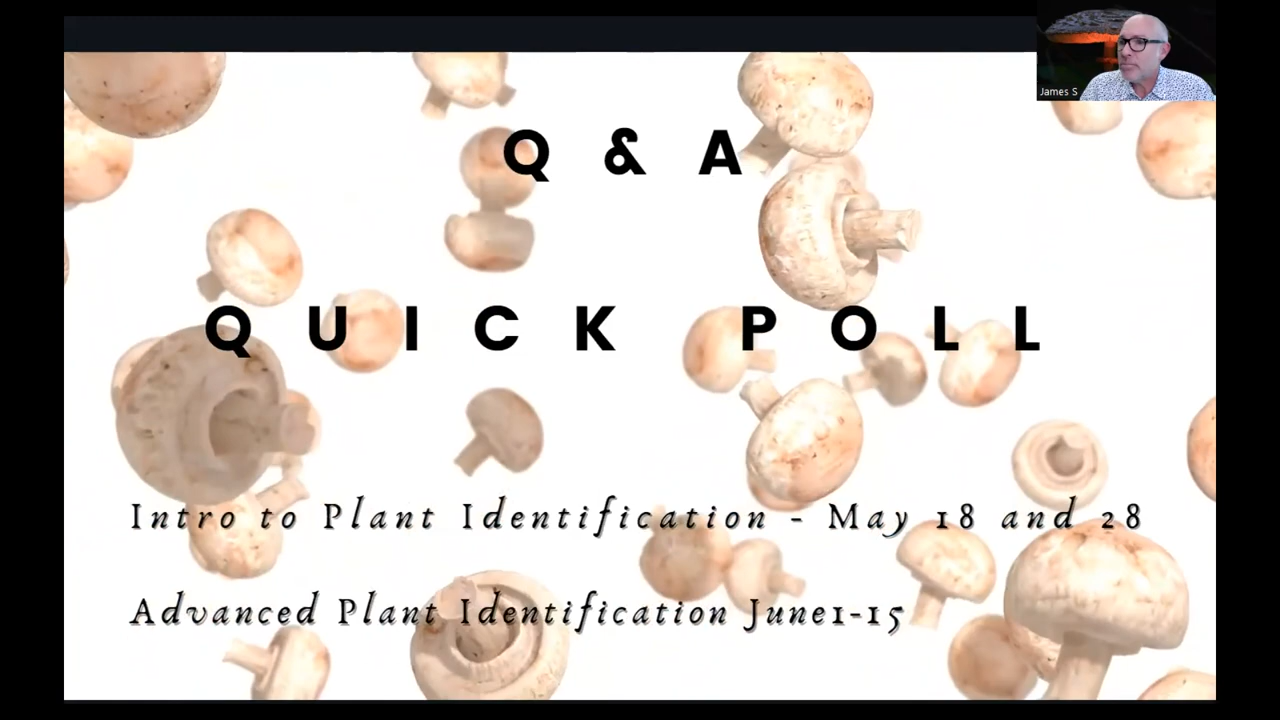 James S
Q & A
QUICK POLL
Intro to Plant Identification - May 18 and 28
Advanced Plant Identification June1-15